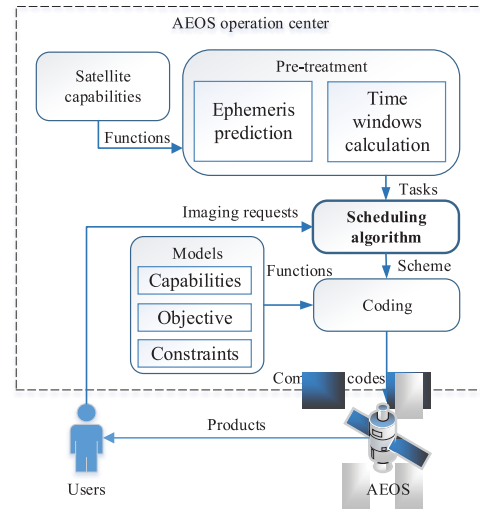 AEOS operation center
Satellite
capabilities
Pre-treatment
Ephemeris
prediction
Time
windows
calculation
Functions
Tasks
Imaging requests
Scheduling
algorithm
Models
Capabilities
Objective
Constraints
Functions
Scheme
Coding
codes
Products
Users
AEOS